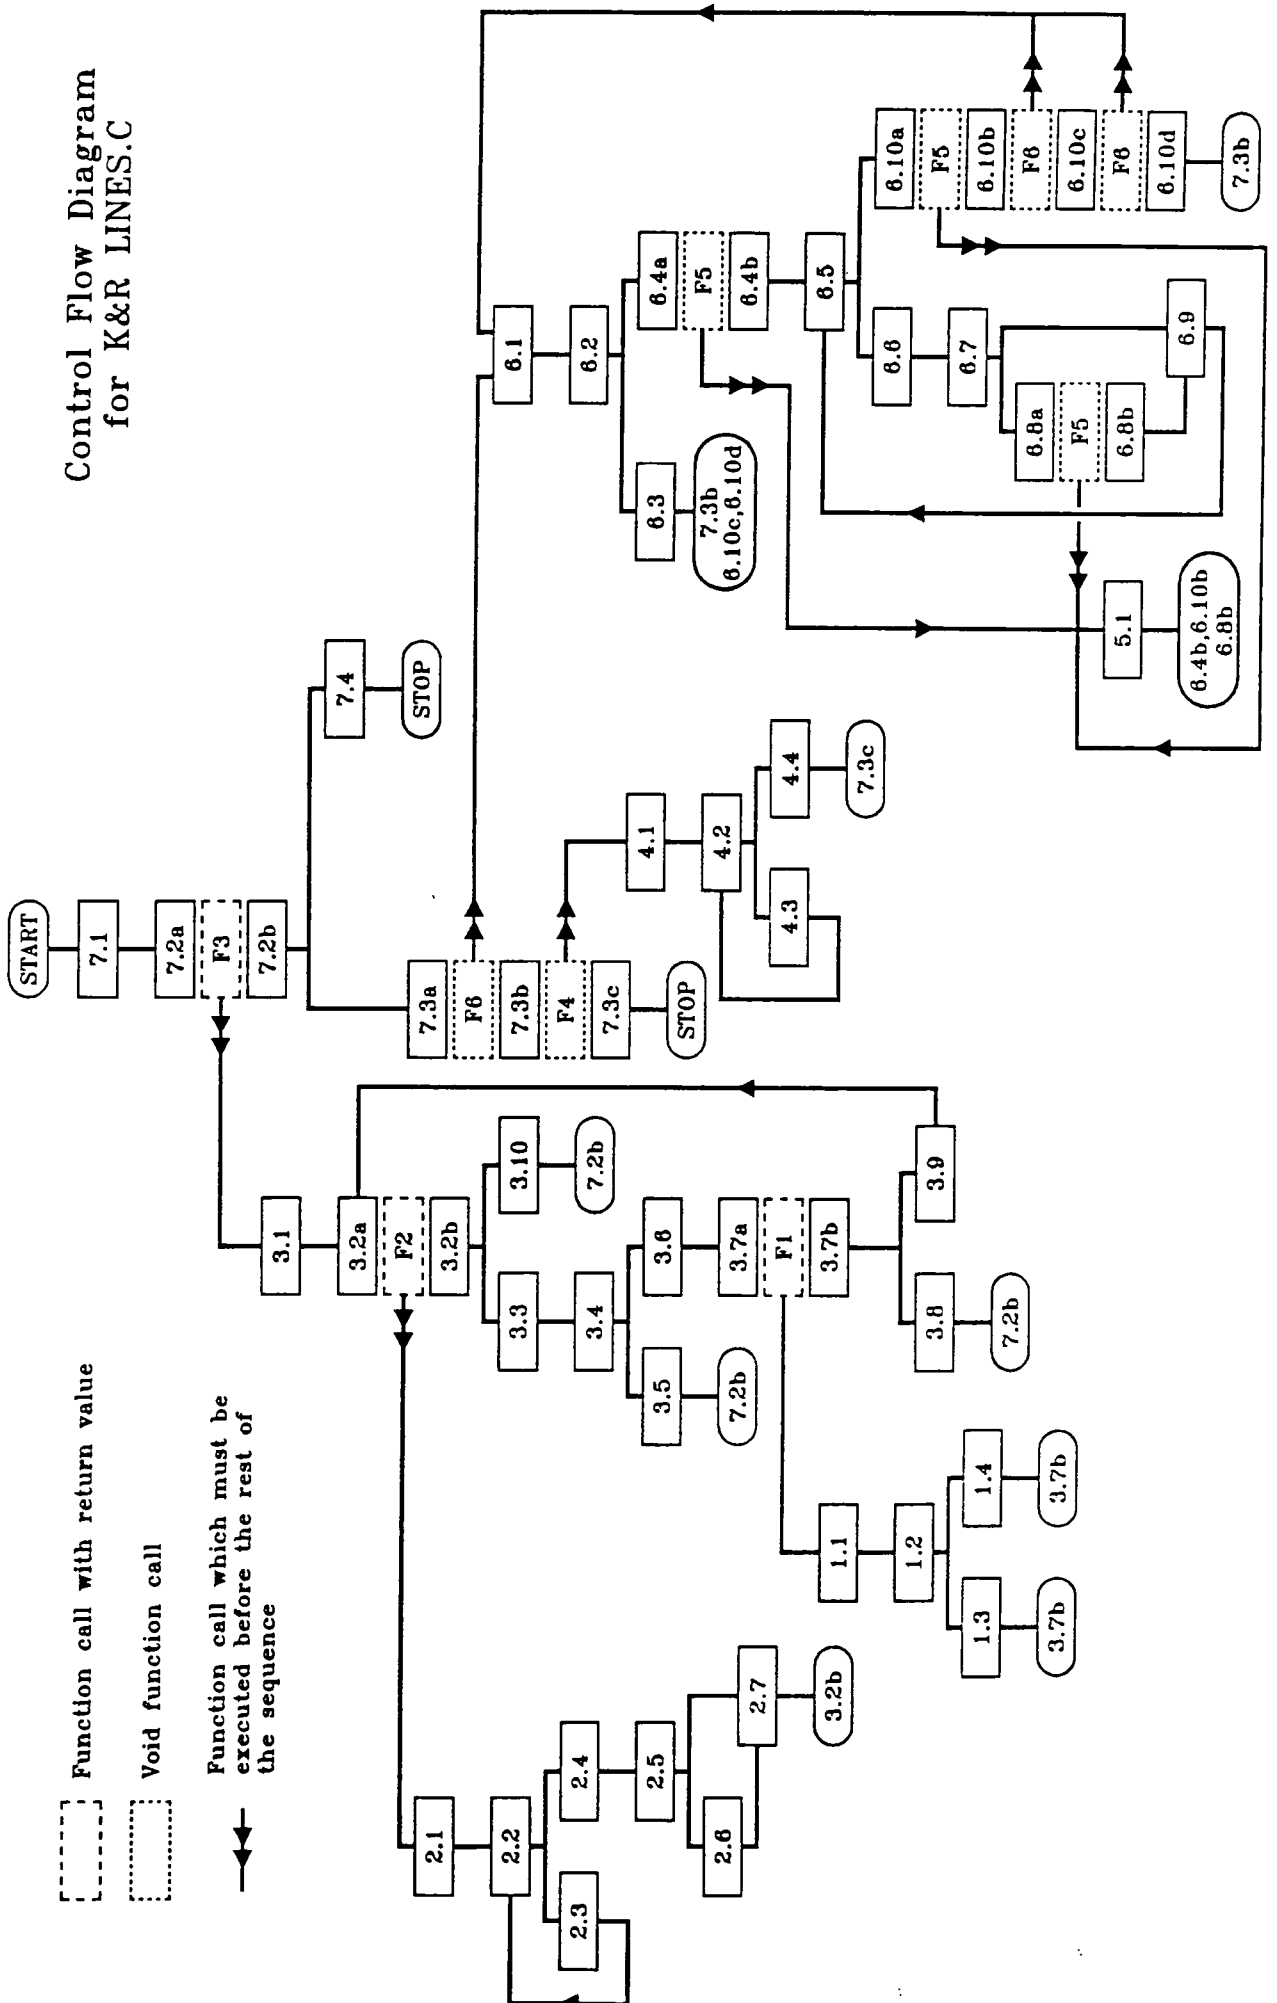 Control Flow Diagram
for K&R LINES.C
Function call with return value
Void function call
Function call which must be
executed before the rest of
the sequence
START
7.1
7.2a
F3
7.2b
7.4
STOP
7.3a
F6
7.3b
F4
7.3c
STOP
4.1
4.2
4.3
4.4
7.3c
3.1
3.2a
F2
3.2b
3.3
3.10
7.2b
3.4
3.5
7.2b
3.6
3.7a
F1
3.7b
3.8
7.2b
3.9
2.1
2.2
2.3
2.4
2.5
2.6
2.7
3.2b
1.1
1.2
1.3
3.7b
1.4
3.7b
6.1
6.2
6.3
7.3b
6.10c,6.10d
6.4a
F5
6.4b
6.5
6.6
6.7
6.8a
F5
6.8b
6.9
6.10a
F5
6.10b
F6
6.10c
F6
6.10d
7.3b
5.1
6.4b,6.10b
6.8b